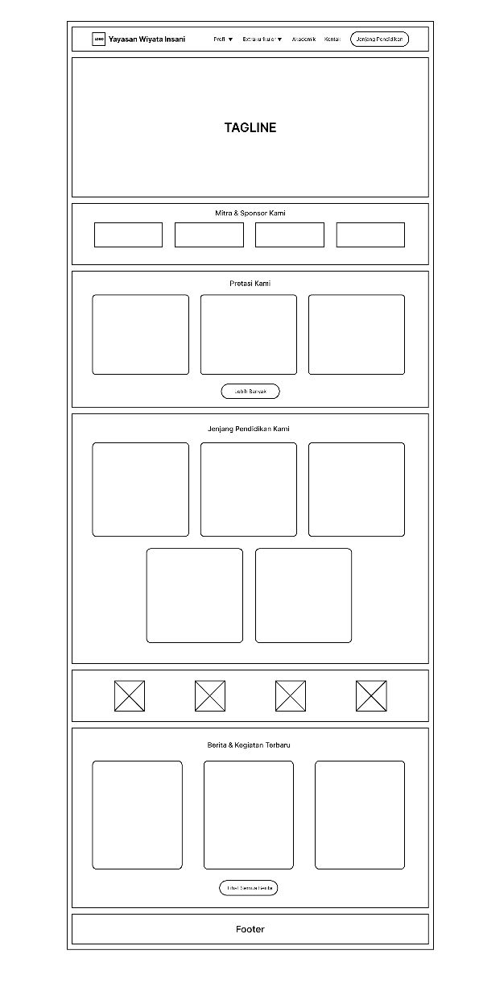 LOGO Yayasan Wiyata Insani Profil ▼ Extrakurikuler ▼ Akademik Kontak Jenjang Pendidikan
TAGLINE
Mitra & Sponsor Kami
Pretasi Kami
Lebih Banyak
Jenjang Pendidikan Kami
Berita & Kegiatan Terbaru
Lihat Semua Berita
Footer